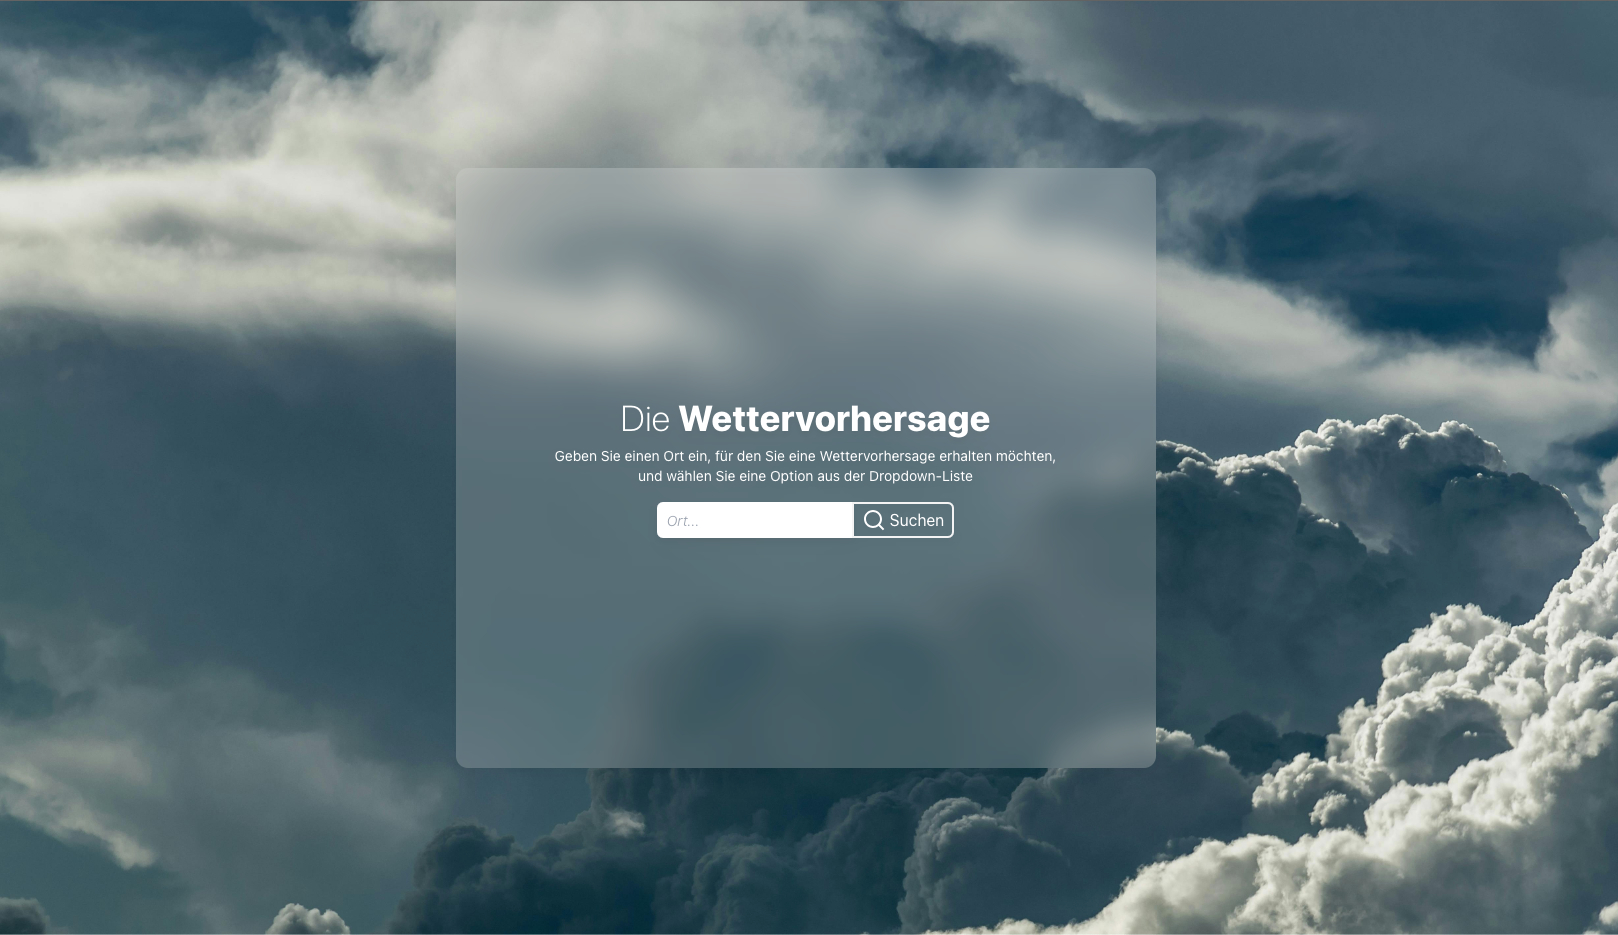 Die Wettervorhersage
Geben Sie einen Ort ein, für den Sie eine Wettervorhersage erhalten möchten,
und wählen Sie eine Option aus der Dropdown-Liste
Ort...
Suchen